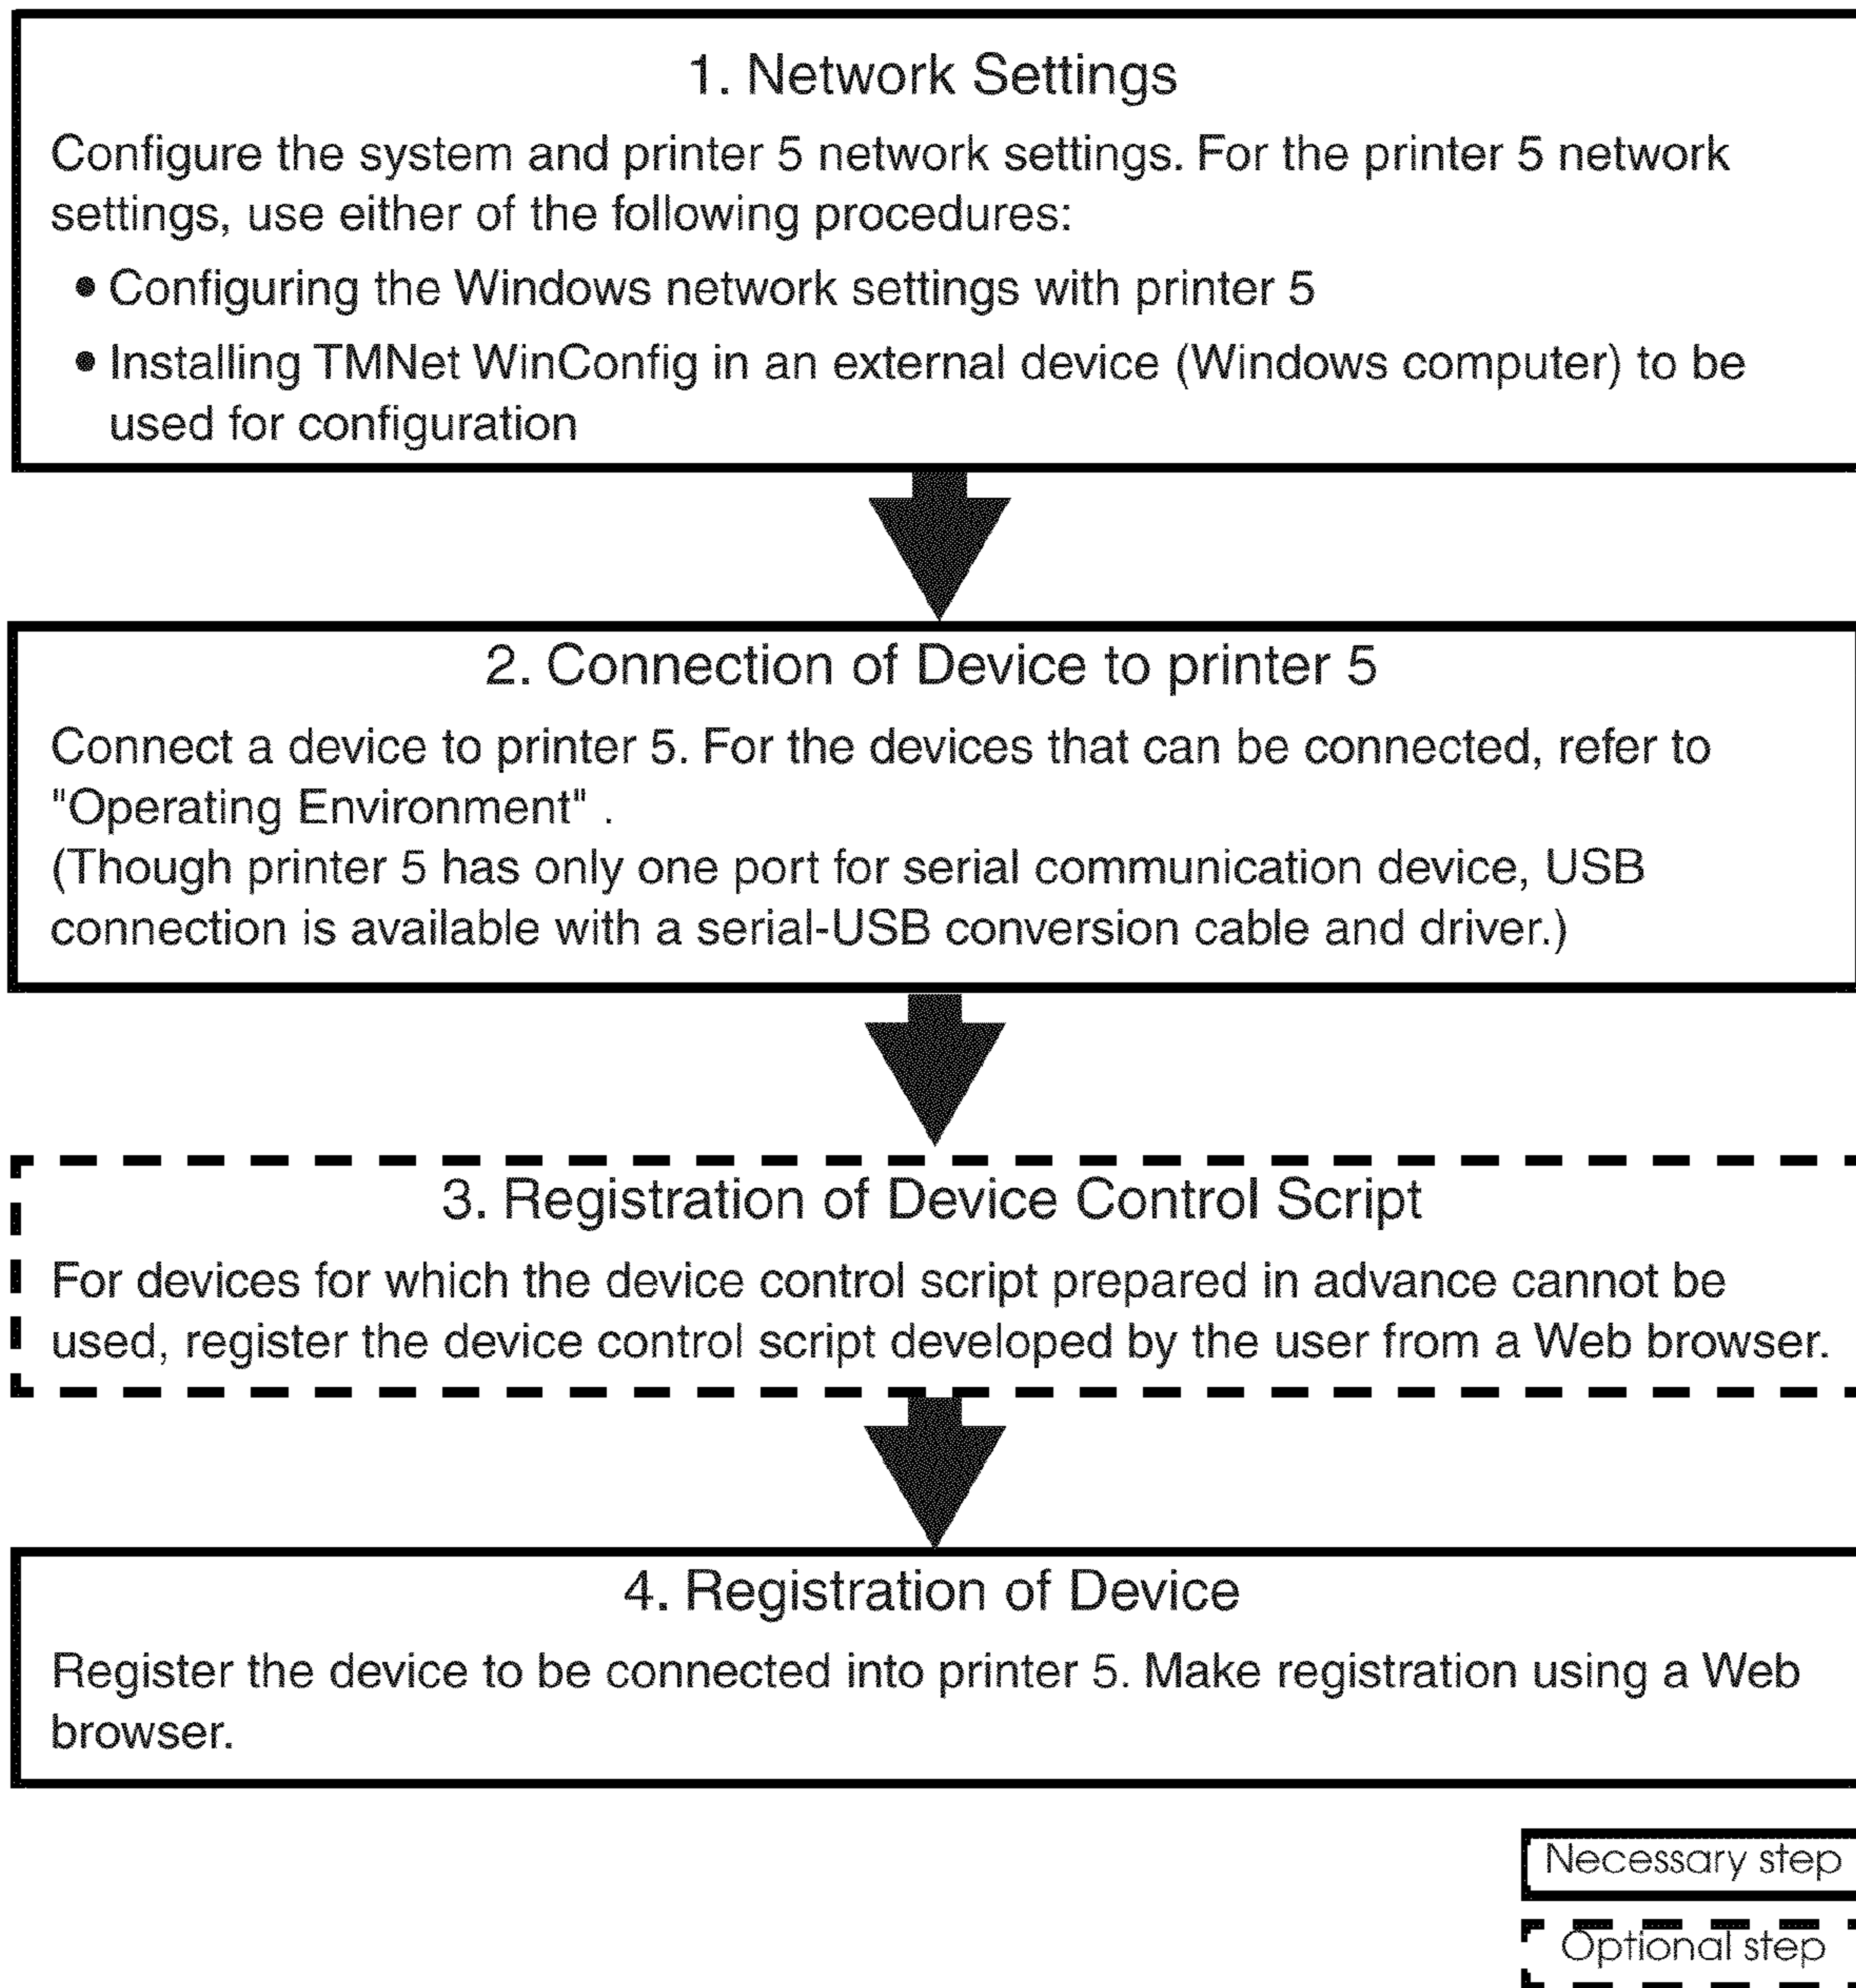 1. Network Settings
Configure the system and printer 5 network settings. For the printer 5 network
settings, use either of the following procedures:
• Configuring the Windows network settings with printer 5
• Installing TMNet WinConfig in an external device (Windows computer) to be
used for configuration
2. Connection of Device to printer 5
Connect a device to printer 5. For the devices that can be connected, refer to
"Operating Environment" .
(Though printer 5 has only one port for serial communication device, USB
connection is available with a serial-USB conversion cable and driver.)
3. Registration of Device Control Script
For devices for which the device control script prepared in advance cannot be
used, register the device control script developed by the user from a Web browser.
4. Registration of Device
Register the device to be connected into printer 5. Make registration using a Web
browser.
Necessary step
Optional step